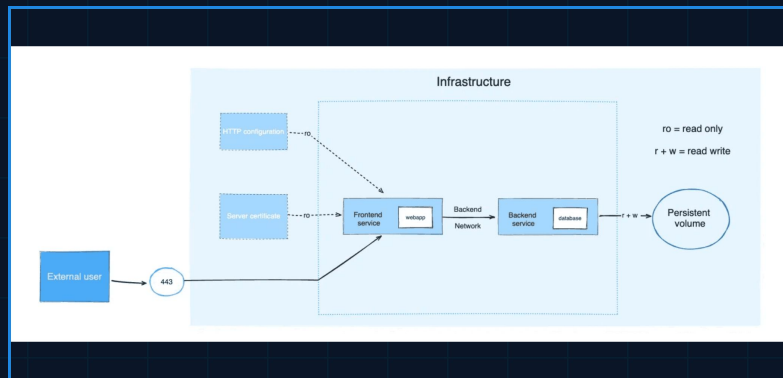 Infrastructure
HTTP configuration
ro
ro = read only
r + w = read write
Server certificate
ro
Frontend
service
webapp
Backend
Network
Backend
service
database
r + w
Persistent
volume
External user
443